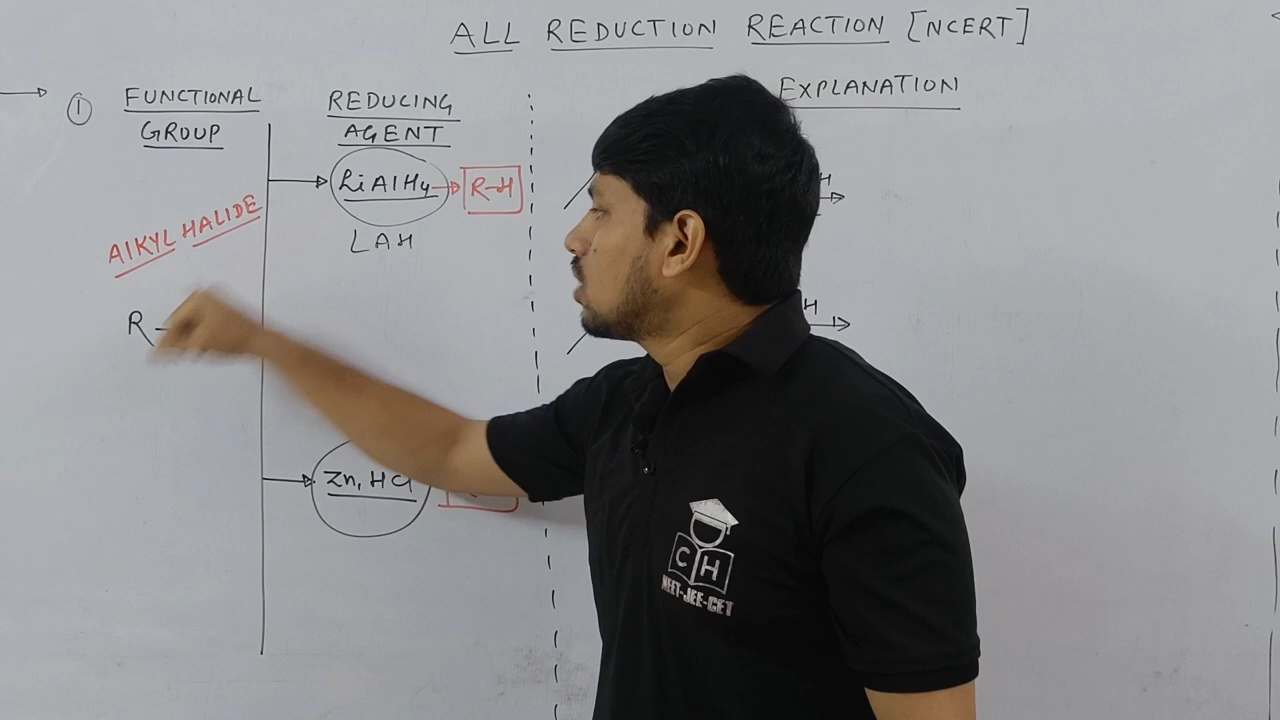 ALL REDUCTION REACTION [NCERT]
① FUNCTIONAL GROUP
REDUCING AGENT
EXPLANATION
LiAlH4 R-H
LAH
AlKYL HALIDE
R
H
H
Zn, HCl
C H
NEET-JEE-CET